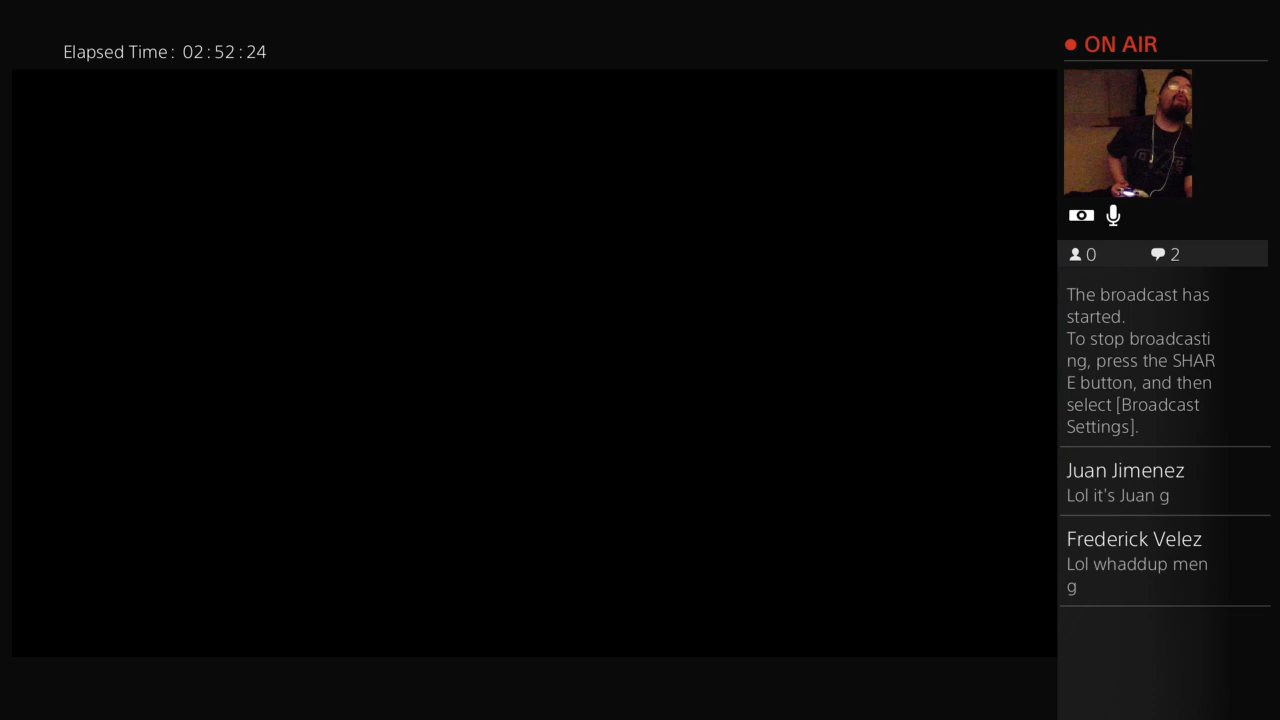 Elapsed Time: 02:52:24
ON AIR
0 2
The broadcast has
started.
To stop broadcasti
ng, press the SHAR
E button, and then
select [Broadcast
Settings].
Juan Jimenez
Lol it's Juan g
Frederick Velez
Lol whaddup men
g